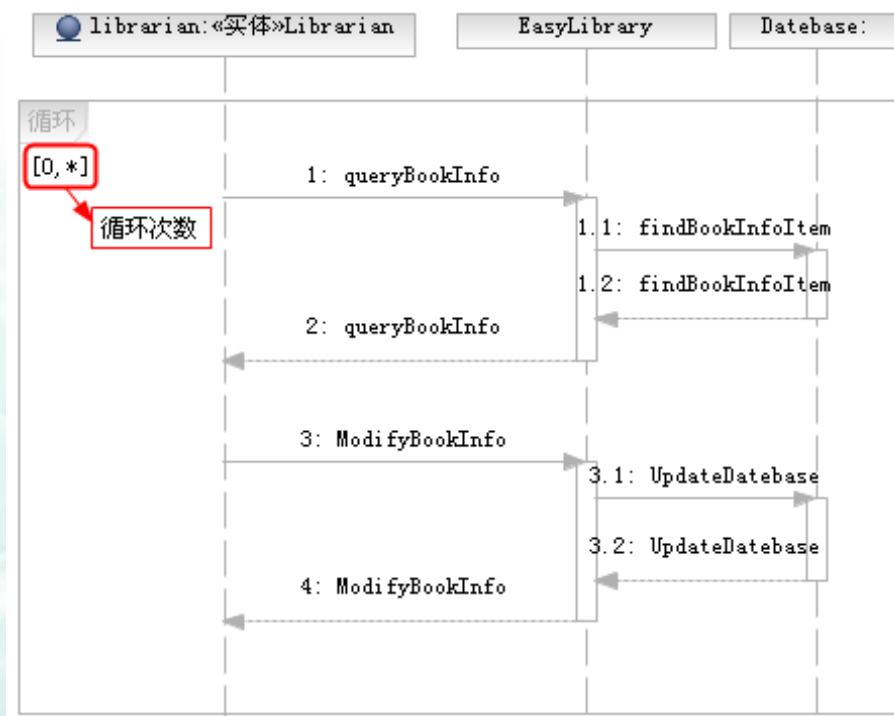 librarian:«实体»Librarian
EasyLibrary
Datebase:
循环
[0,*]
循环次数
1: queryBookInfo
1.1: findBookInfoItem
1.2: findBookInfoItem
2: queryBookInfo
3: ModifyBookInfo
3.1: UpdateDatebase
3.2: UpdateDatebase
4: ModifyBookInfo